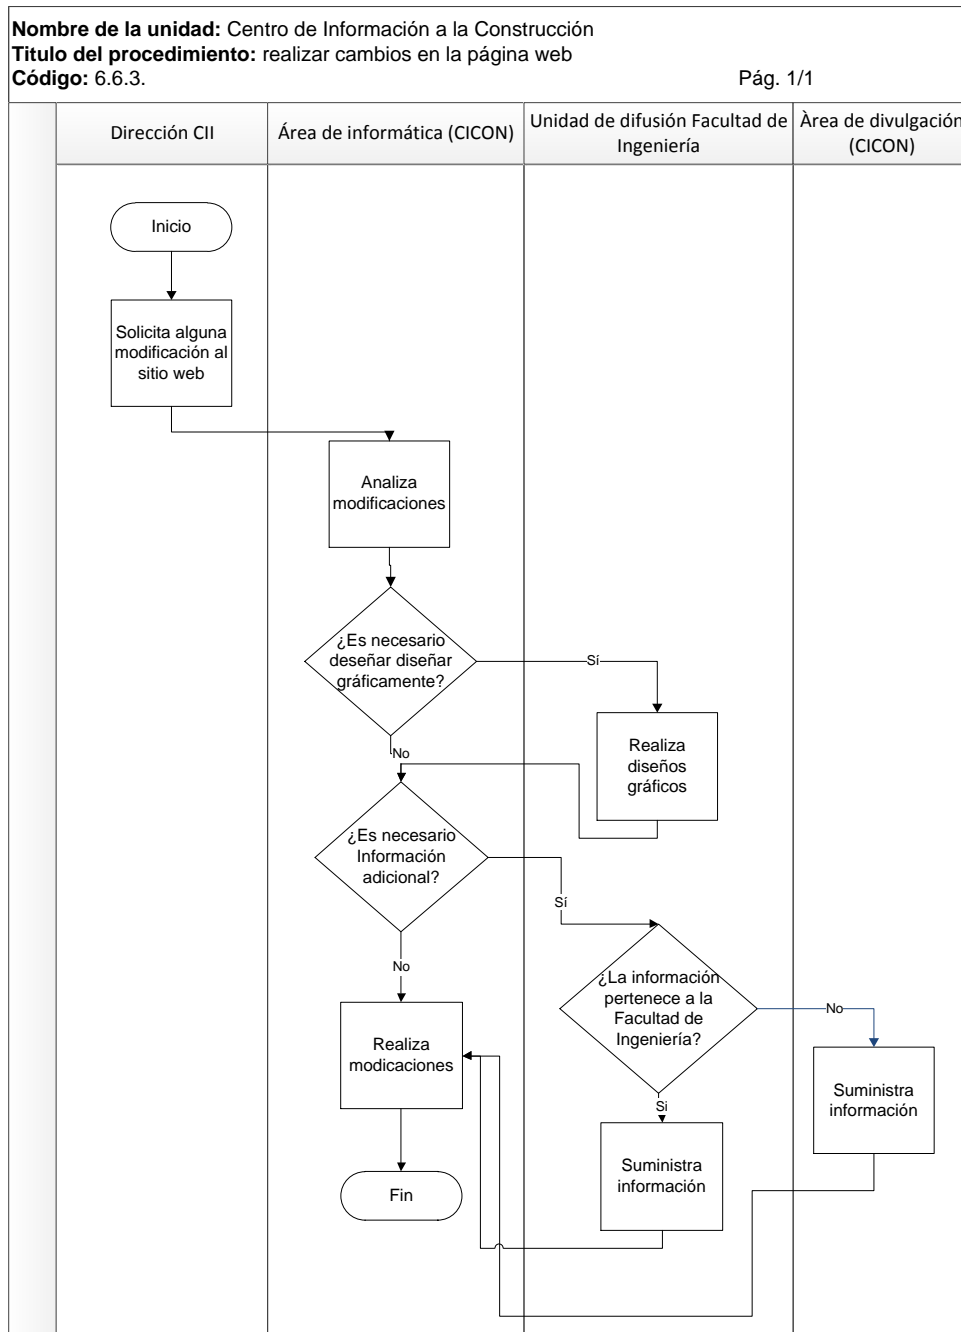 Nombre de la unidad: Centro de Información a la Construcción
Titulo del procedimiento: realizar cambios en la página web
Código: 6.6.3. Pág. 1/1
Dirección CII
Área de informática (CICON)
Unidad de difusión Facultad de
Ingeniería
Àrea de divulgación
(CICON)
Inicio
Solicita alguna
modificación al
sitio web
Analiza
modificaciones
¿Es necesario
deseñar diseñar
gráficamente?
Sí
No
Realiza
diseños
gráficos
¿Es necesario
Información
adicional?
Sí
No
¿La información
pertenece a la
Facultad de
Ingeniería?
No
Si
Realiza
modicaciones
Suministra
información
Suministra
información
Fin